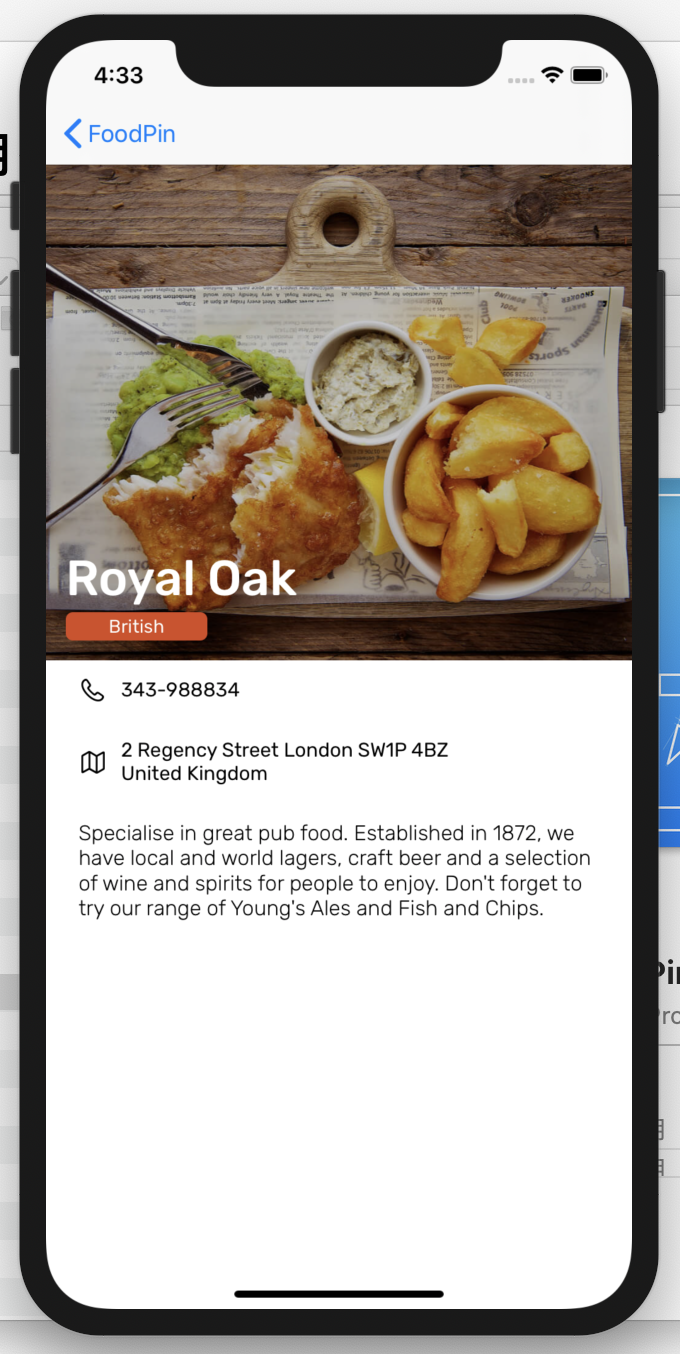 4:33
FoodPin
Royal Oak
British
343-988834
2 Regency Street London SW1P 4BZ
United Kingdom
Specialise in great pub food. Established in 1872, we
have local and world lagers, craft beer and a selection
of wine and spirits for people to enjoy. Don't forget to
try our range of Young's Ales and Fish and Chips.